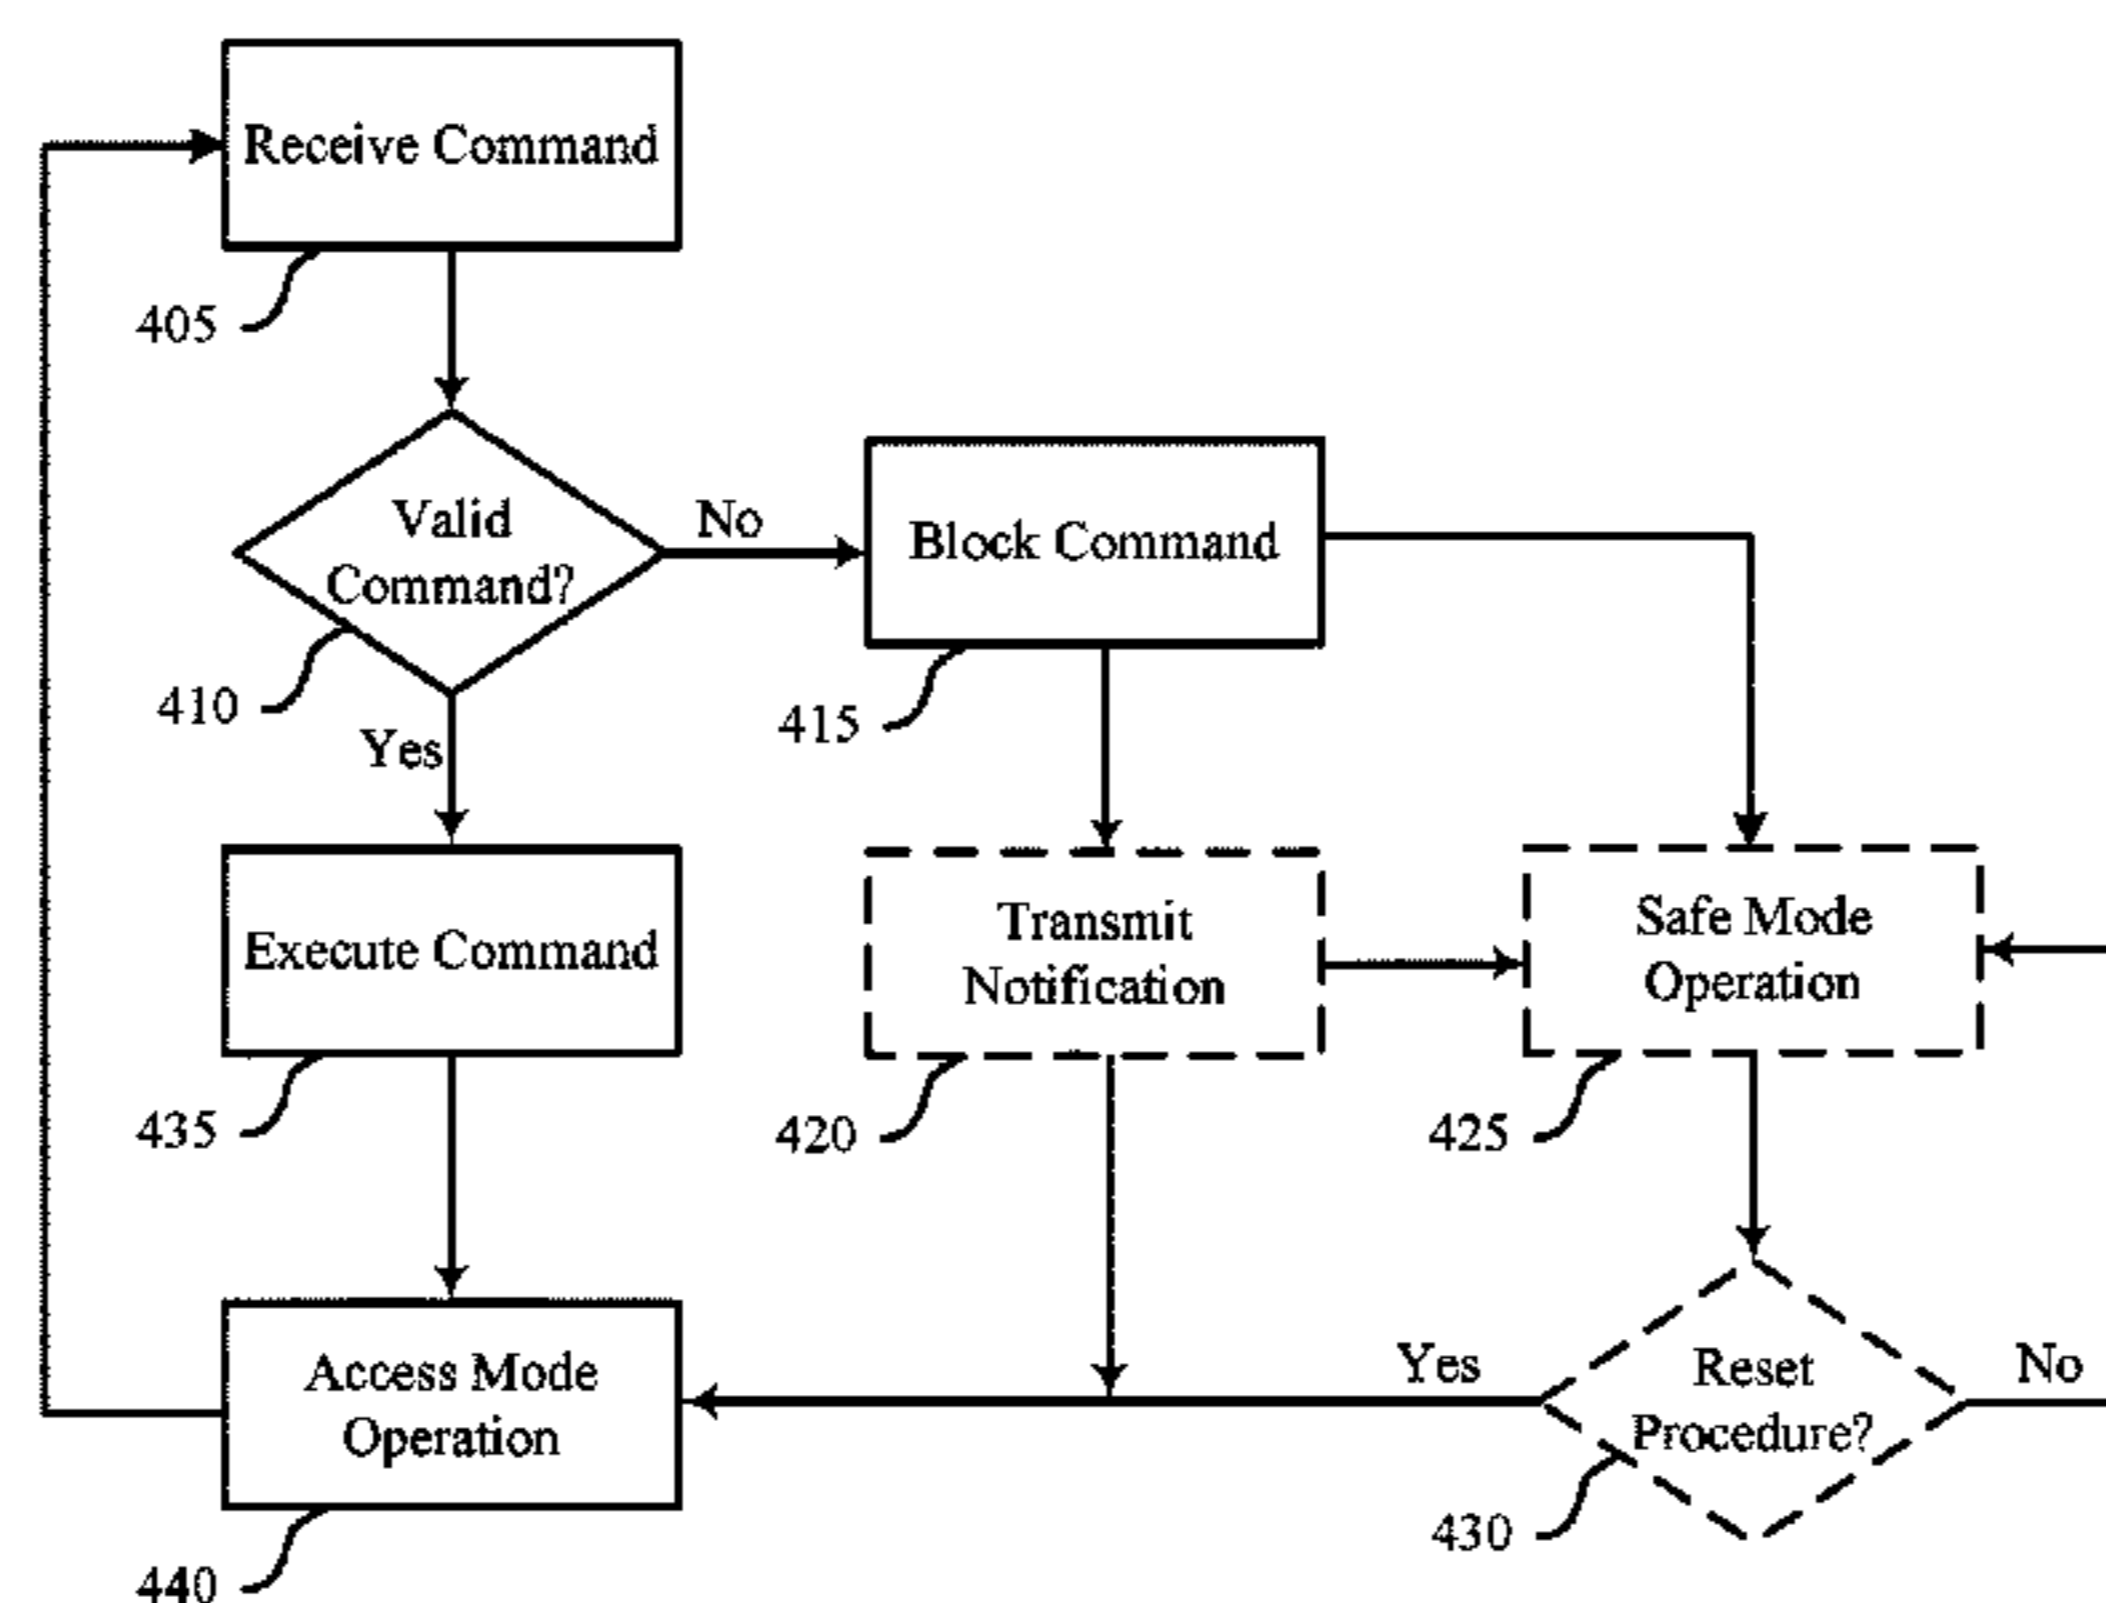 Receive Command
405
Valid
Command?
No
Block Command
410
415
Yes
Execute Command
Transmit
Notification
Safe Mode
Operation
435
420
425
Access Mode
Operation
Yes
Reset
Procedure?
No
430
440